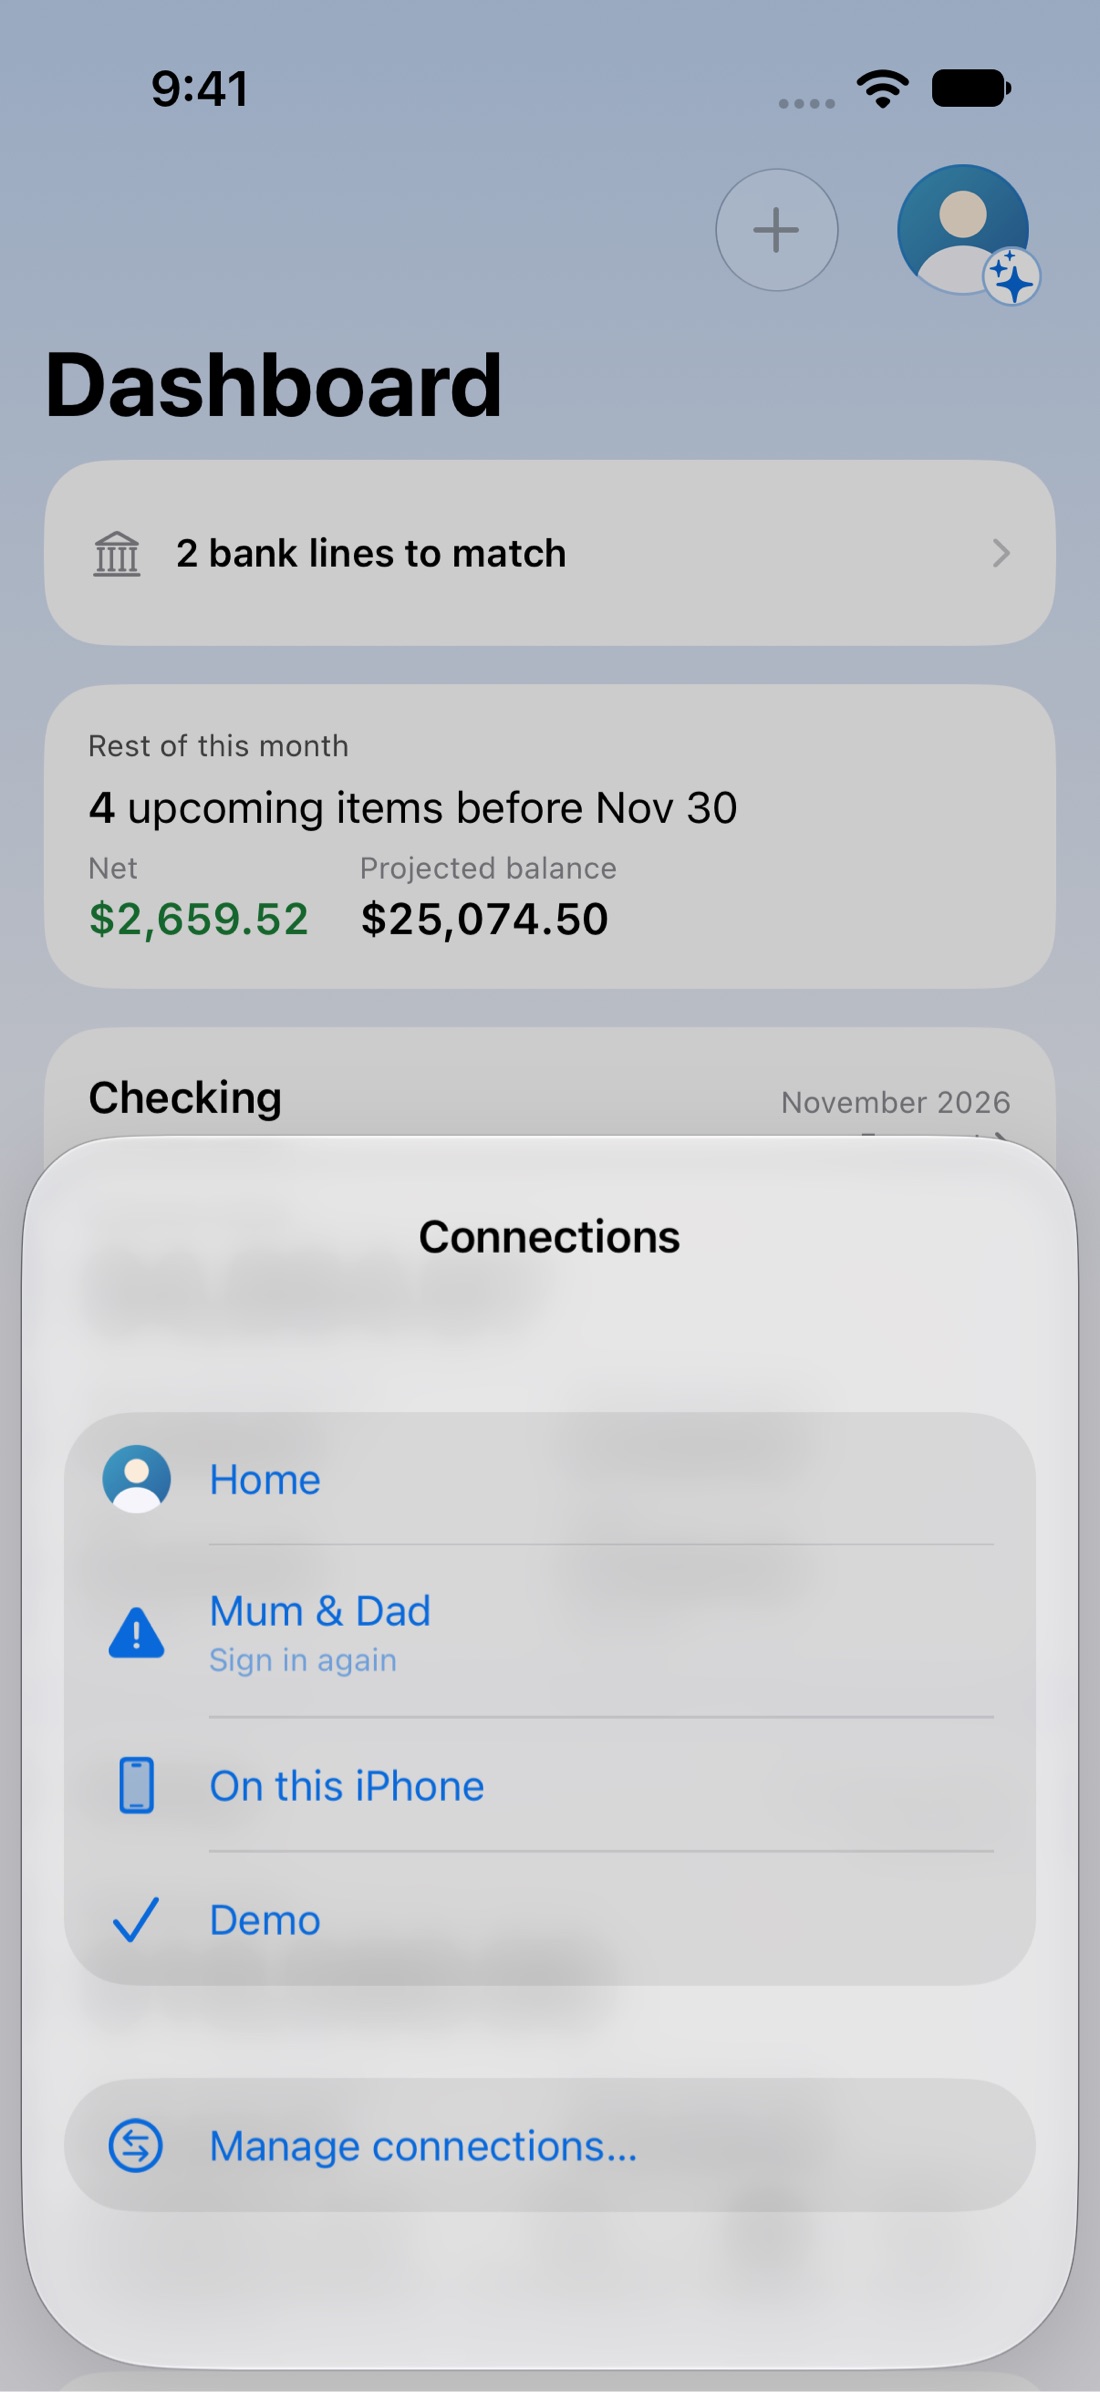 9:41
Dashboard
2 bank lines to match
Rest of this month
4 upcoming items before Nov 30
Net Projected balance
$2,659.52 $25,074.50
Checking November 2026
Connections
Home
Mum & Dad
Sign in again
On this iPhone
Demo
Manage connections...